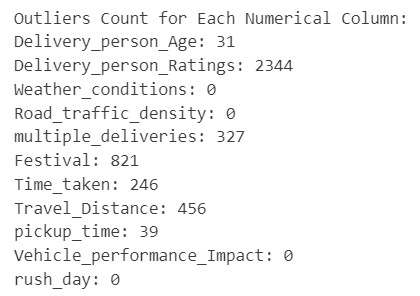 Outliers Count for Each Numerical Column:
Delivery_person_Age: 31
Delivery_person_Ratings: 2344
Weather_conditions: 0
Road_traffic_density: 0
multiple_deliveries: 327
Festival: 821
Time_taken: 246
Travel_Distance: 456
pickup_time: 39
Vehicle_performance_Impact: 0
rush_day: 0